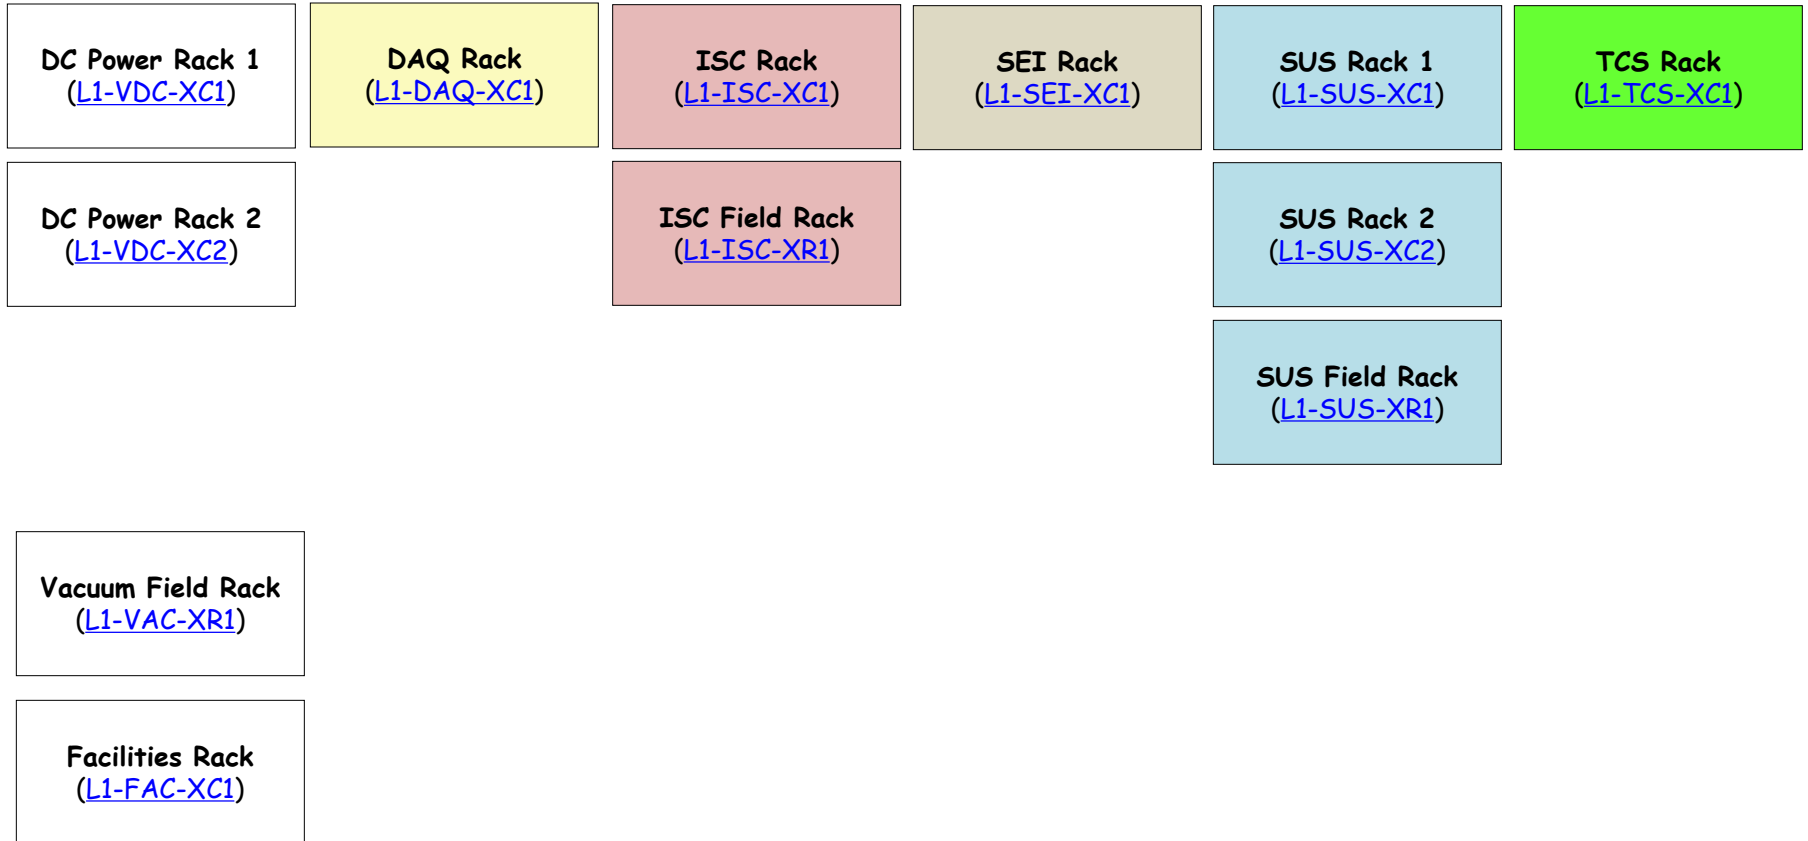 DC Power Rack 1
(L1-VDC-XC1)
DAQ Rack
(L1-DAQ-XC1)
ISC Rack
(L1-ISC-XC1)
SEI Rack
(L1-SEI-XC1)
SUS Rack 1
(L1-SUS-XC1)
TCS Rack
(L1-TCS-XC1)
DC Power Rack 2
(L1-VDC-XC2)
ISC Field Rack
(L1-ISC-XR1)
SUS Rack 2
(L1-SUS-XC2)
SUS Field Rack
(L1-SUS-XR1)
Vacuum Field Rack
(L1-VAC-XR1)
Facilities Rack
(L1-FAC-XC1)